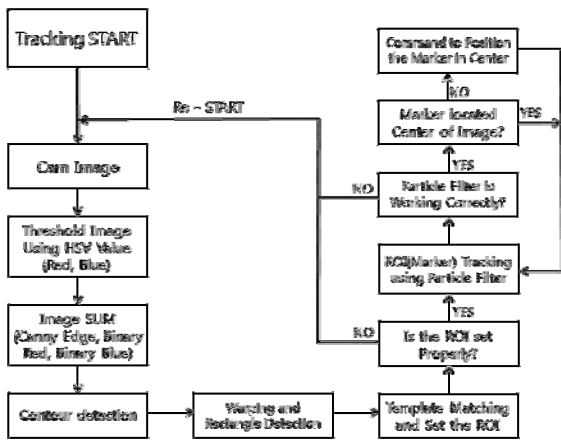 Tracking START
Re - START
Cam Image
Threshold Image
Using HSV Value
(Red, Blue)
Image SUM
(Canny Edge, Binary
Red, Binary Blue)
Contour detection
Warping and
Rectangle Detection
Template Matching
and Set the ROI
Is the ROI set
Properly?
NO
YES
ROI(Marker) Tracking
using Particle Filter
Particle Filter is
Working Correctly?
NO
YES
Marker located
Center of Image?
YES
NO
Command to Position
the Marker in Center